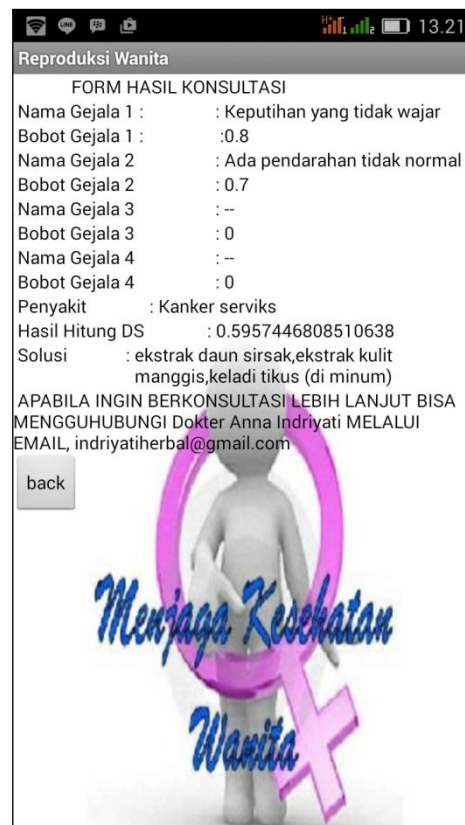 13.21
Reproduksi Wanita
FORM HASIL KONSULTASI
Nama Gejala 1 : : Keputihan yang tidak wajar
Bobot Gejala 1 : :0.8
Nama Gejala 2 : Ada pendarahan tidak normal
Bobot Gejala 2 : 0.7
Nama Gejala 3 : --
Bobot Gejala 3 : 0
Nama Gejala 4 : --
Bobot Gejala 4 : 0
Penyakit : Kanker serviks
Hasil Hitung DS : 0.5957446808510638
Solusi : ekstrak daun sirsak,ekstrak kulit
manggis,keladi tikus (di minum)
APABILA INGIN BERKONSULTASI LEBIH LANJUT BISA
MENGGUHUBUNGI Dokter Anna Indriyati MELALUI
EMAIL, indriyatiherbal@gmail.com
back
Menjaga Kesehatan
Wanita